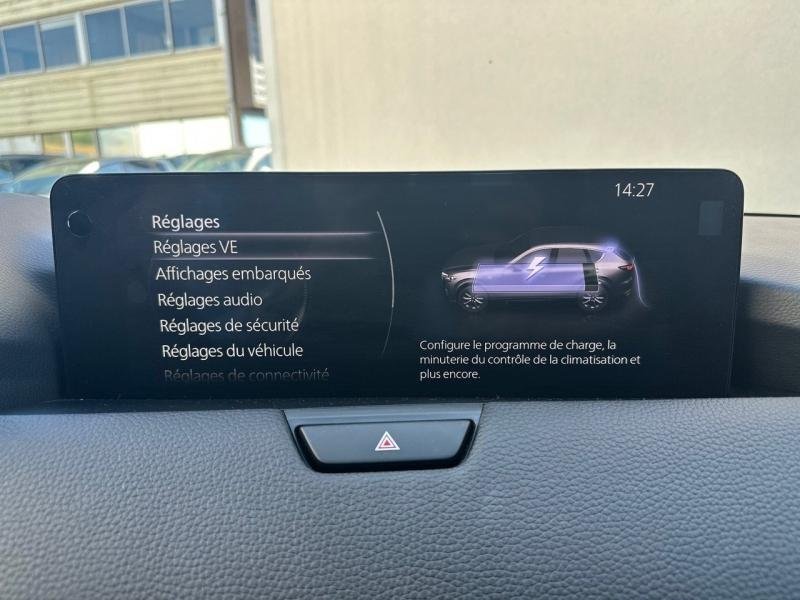 14:27
Réglages
Réglages VE
Affichages embarqués
Réglages audio
Réglages de sécurité
Réglages du véhicule
Réglages de connectivité
Configure le programme de charge, la
minuterie du contrôle de la climatisation et
plus encore.